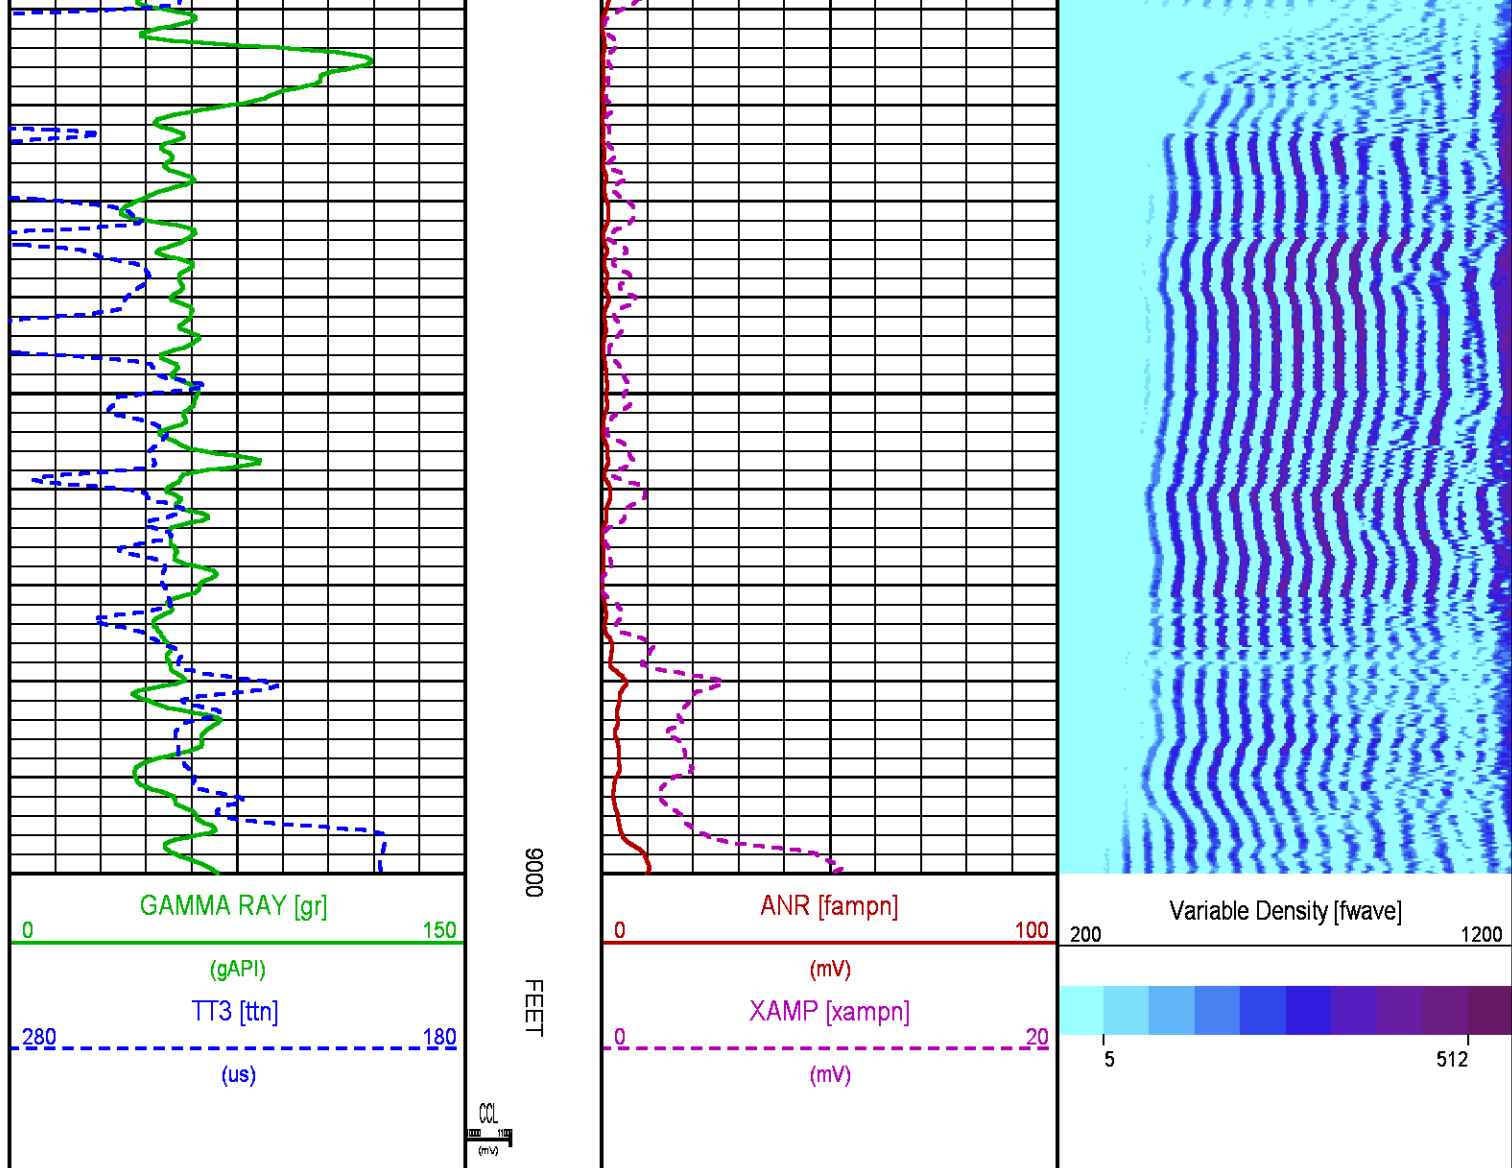 9000
FEET
CCL
(mV)
GAMMA RAY [gr]
0 150
(gAPI)
TT3 [ttn]
280 180
(us)
ANR [fampn]
0 100
(mV)
XAMP [xampn]
0 20
(mV)
Variable Density [fwave]
200 1200
5 512